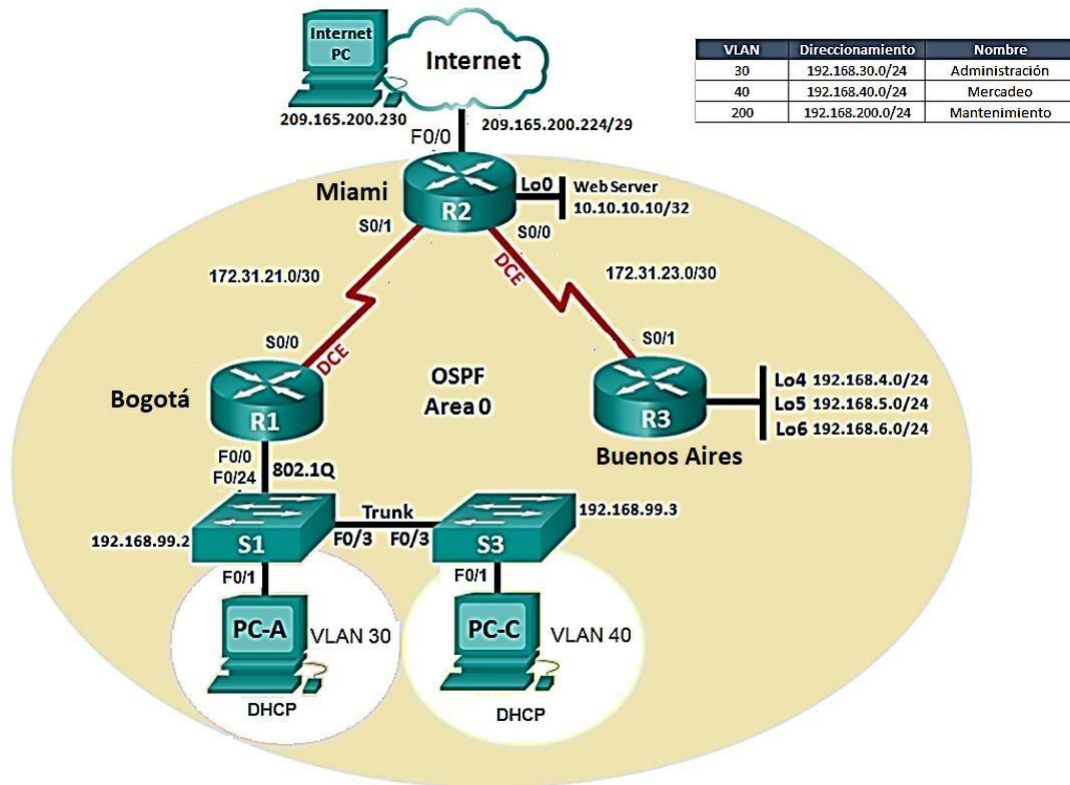 Internet
PC
Internet
209.165.200.230
209.165.200.224/29
F0/0
VLAN Direccionamiento Nombre
30 192.168.30.0/24 Administración
40 192.168.40.0/24 Mercadeo
200 192.168.200.0/24 Mantenimiento
Miami
R2
Lo0
Web Server
10.10.10.10/32
S0/1
S0/0
DCE
172.31.21.0/30
172.31.23.0/30
S0/0
DCE
S0/1
Bogotá
R1
OSPF
Area 0
R3
Buenos Aires
Lo4 192.168.4.0/24
Lo5 192.168.5.0/24
Lo6 192.168.6.0/24
F0/0
F0/24
802.1Q
Trunk
192.168.99.2
S1
F0/3
F0/3
S3
192.168.99.3
F0/1
F0/1
PC-A
VLAN 30
PC-C
VLAN 40
DHCP
DHCP